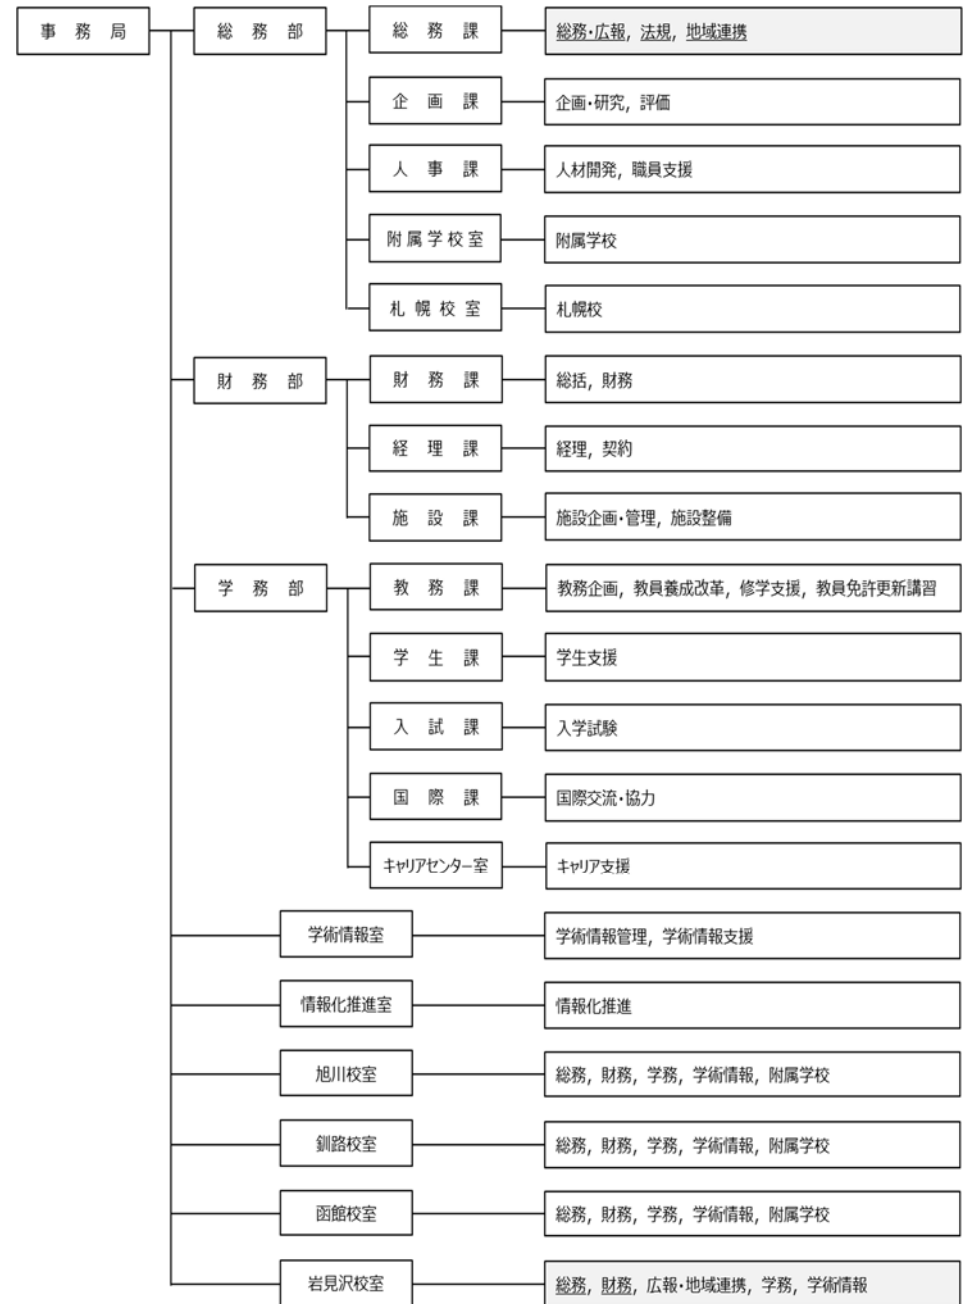 事務局
総務部
総務課
総務・広報，法規，地域連携
企画課
企画・研究，評価
人事課
人材開発，職員支援
附属学校室
附属学校
札幌校室
札幌校
財務部
財務課
総括，財務
経理課
経理，契約
施設課
施設企画・管理，施設整備
学務部
教務課
教務企画，教員養成改革，修学支援，教員免許更新講習
学生課
学生支援
入試課
入学試験
国際課
国際交流・協力
キャリアセンター室
キャリア支援
学術情報室
学術情報管理，学術情報支援
情報化推進室
情報化推進
旭川校室
総務，財務，学務，学術情報，附属学校
釧路校室
総務，財務，学務，学術情報，附属学校
函館校室
総務，財務，学務，学術情報，附属学校
岩見沢校室
総務，財務，広報・地域連携，学務，学術情報